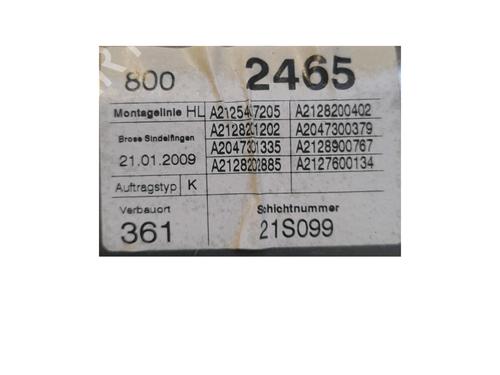 800 2465
Montagelinie HL A2125407205 A2128200402
Brose Sindelfingen A2128201202 A2047300379
21.01.2009 A2047301335 A2128900767
A2128202885 A2127600134
Auftragstyp K
Verbauort Schichtnummer
361 21S099